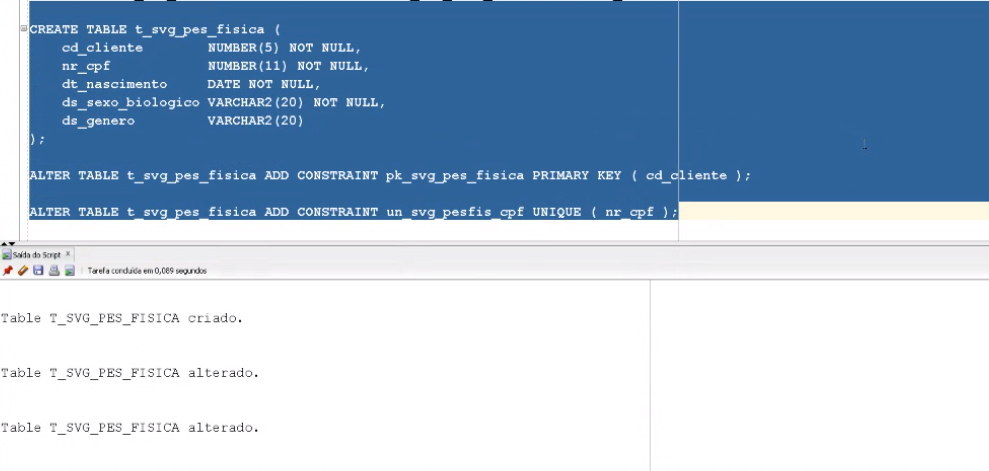 CREATE TABLE t_svg_pes_fisica (
cd_cliente NUMBER(5) NOT NULL,
nr_cpf NUMBER(11) NOT NULL,
dt_nascimento DATE NOT NULL,
ds_sexo_biologico VARCHAR2(20) NOT NULL,
ds_genero VARCHAR2(20)
);
ALTER TABLE t_svg_pes_fisica ADD CONSTRAINT pk_svg_pes_fisica PRIMARY KEY ( cd_cliente );
ALTER TABLE t_svg_pes_fisica ADD CONSTRAINT un_svg_pesfis_cpf UNIQUE ( nr_cpf );
Saída do Script x
Tarefa concluída em 0,089 segundos
Table T_SVG_PES_FISICA criado.
Table T_SVG_PES_FISICA alterado.
Table T_SVG_PES_FISICA alterado.